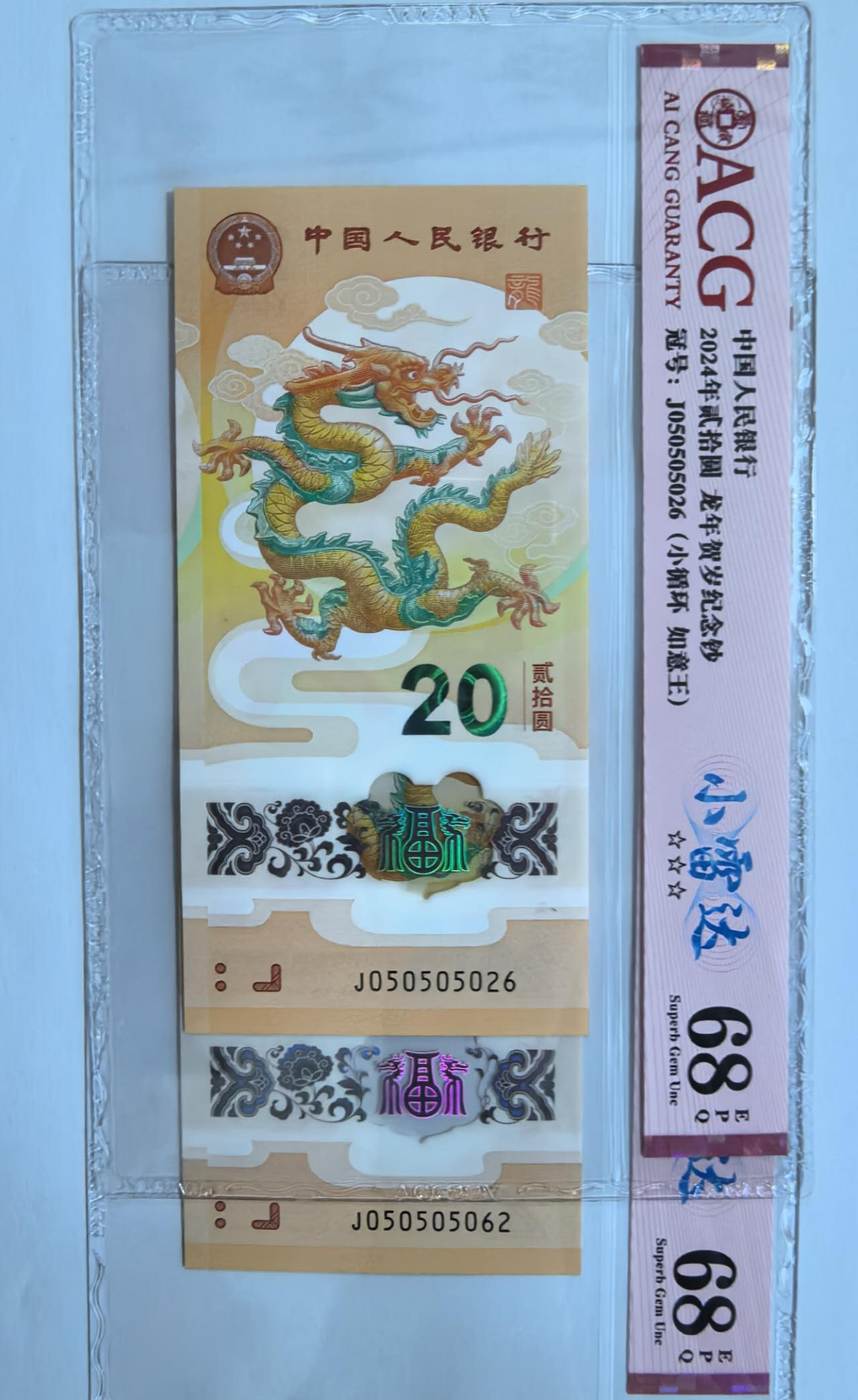 中国人民银行
龍
20
贰拾圆
J050505026
J050505062
ACG
AI CANG GUARANTY
中国人民银行
2024年贰拾圆 龙年贺岁纪念钞
冠号：J050505026（小循环 如意王）
小雷达
☆☆☆
68 EPQ
Superb Gem Unc
达
68 EPQ
Superb Gem Unc